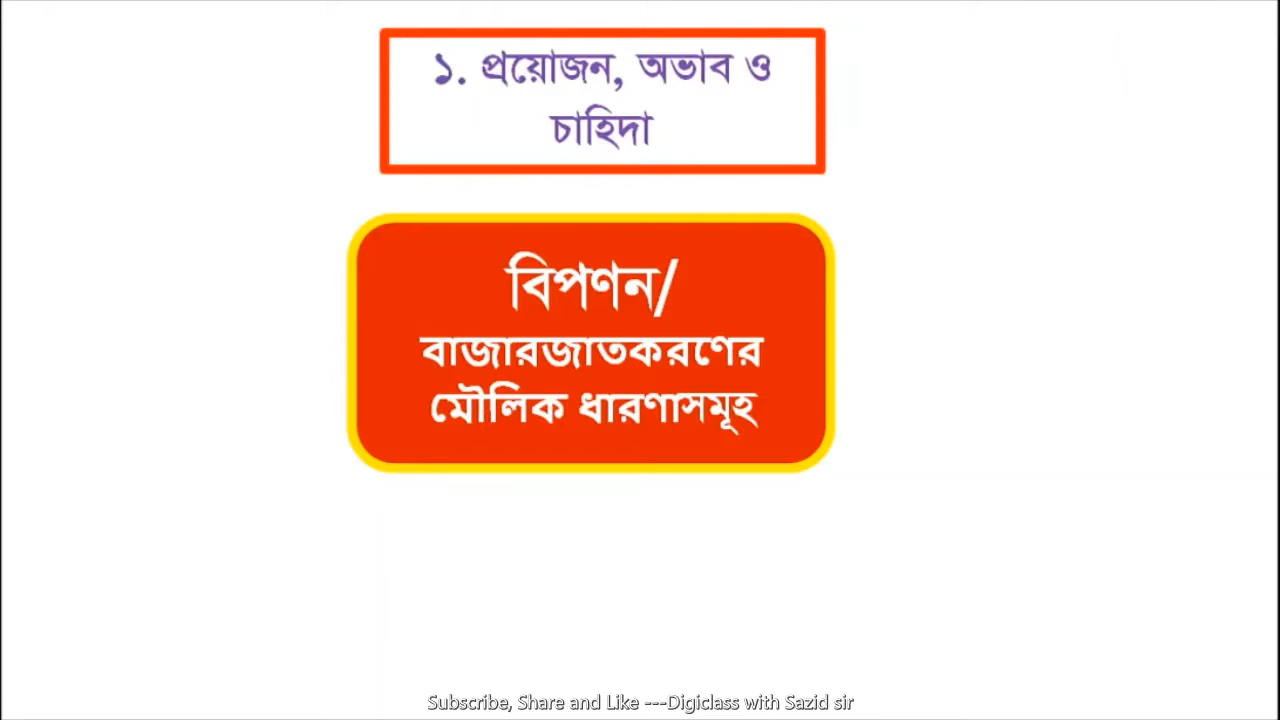 ১. প্রয়োজন, অভাব ও
চাহিদা
বিপণন/
বাজারজাতকরণের
মৌলিক ধারণাসমূহ
Subscribe, Share and Like ---Digiclass with Sazid sir